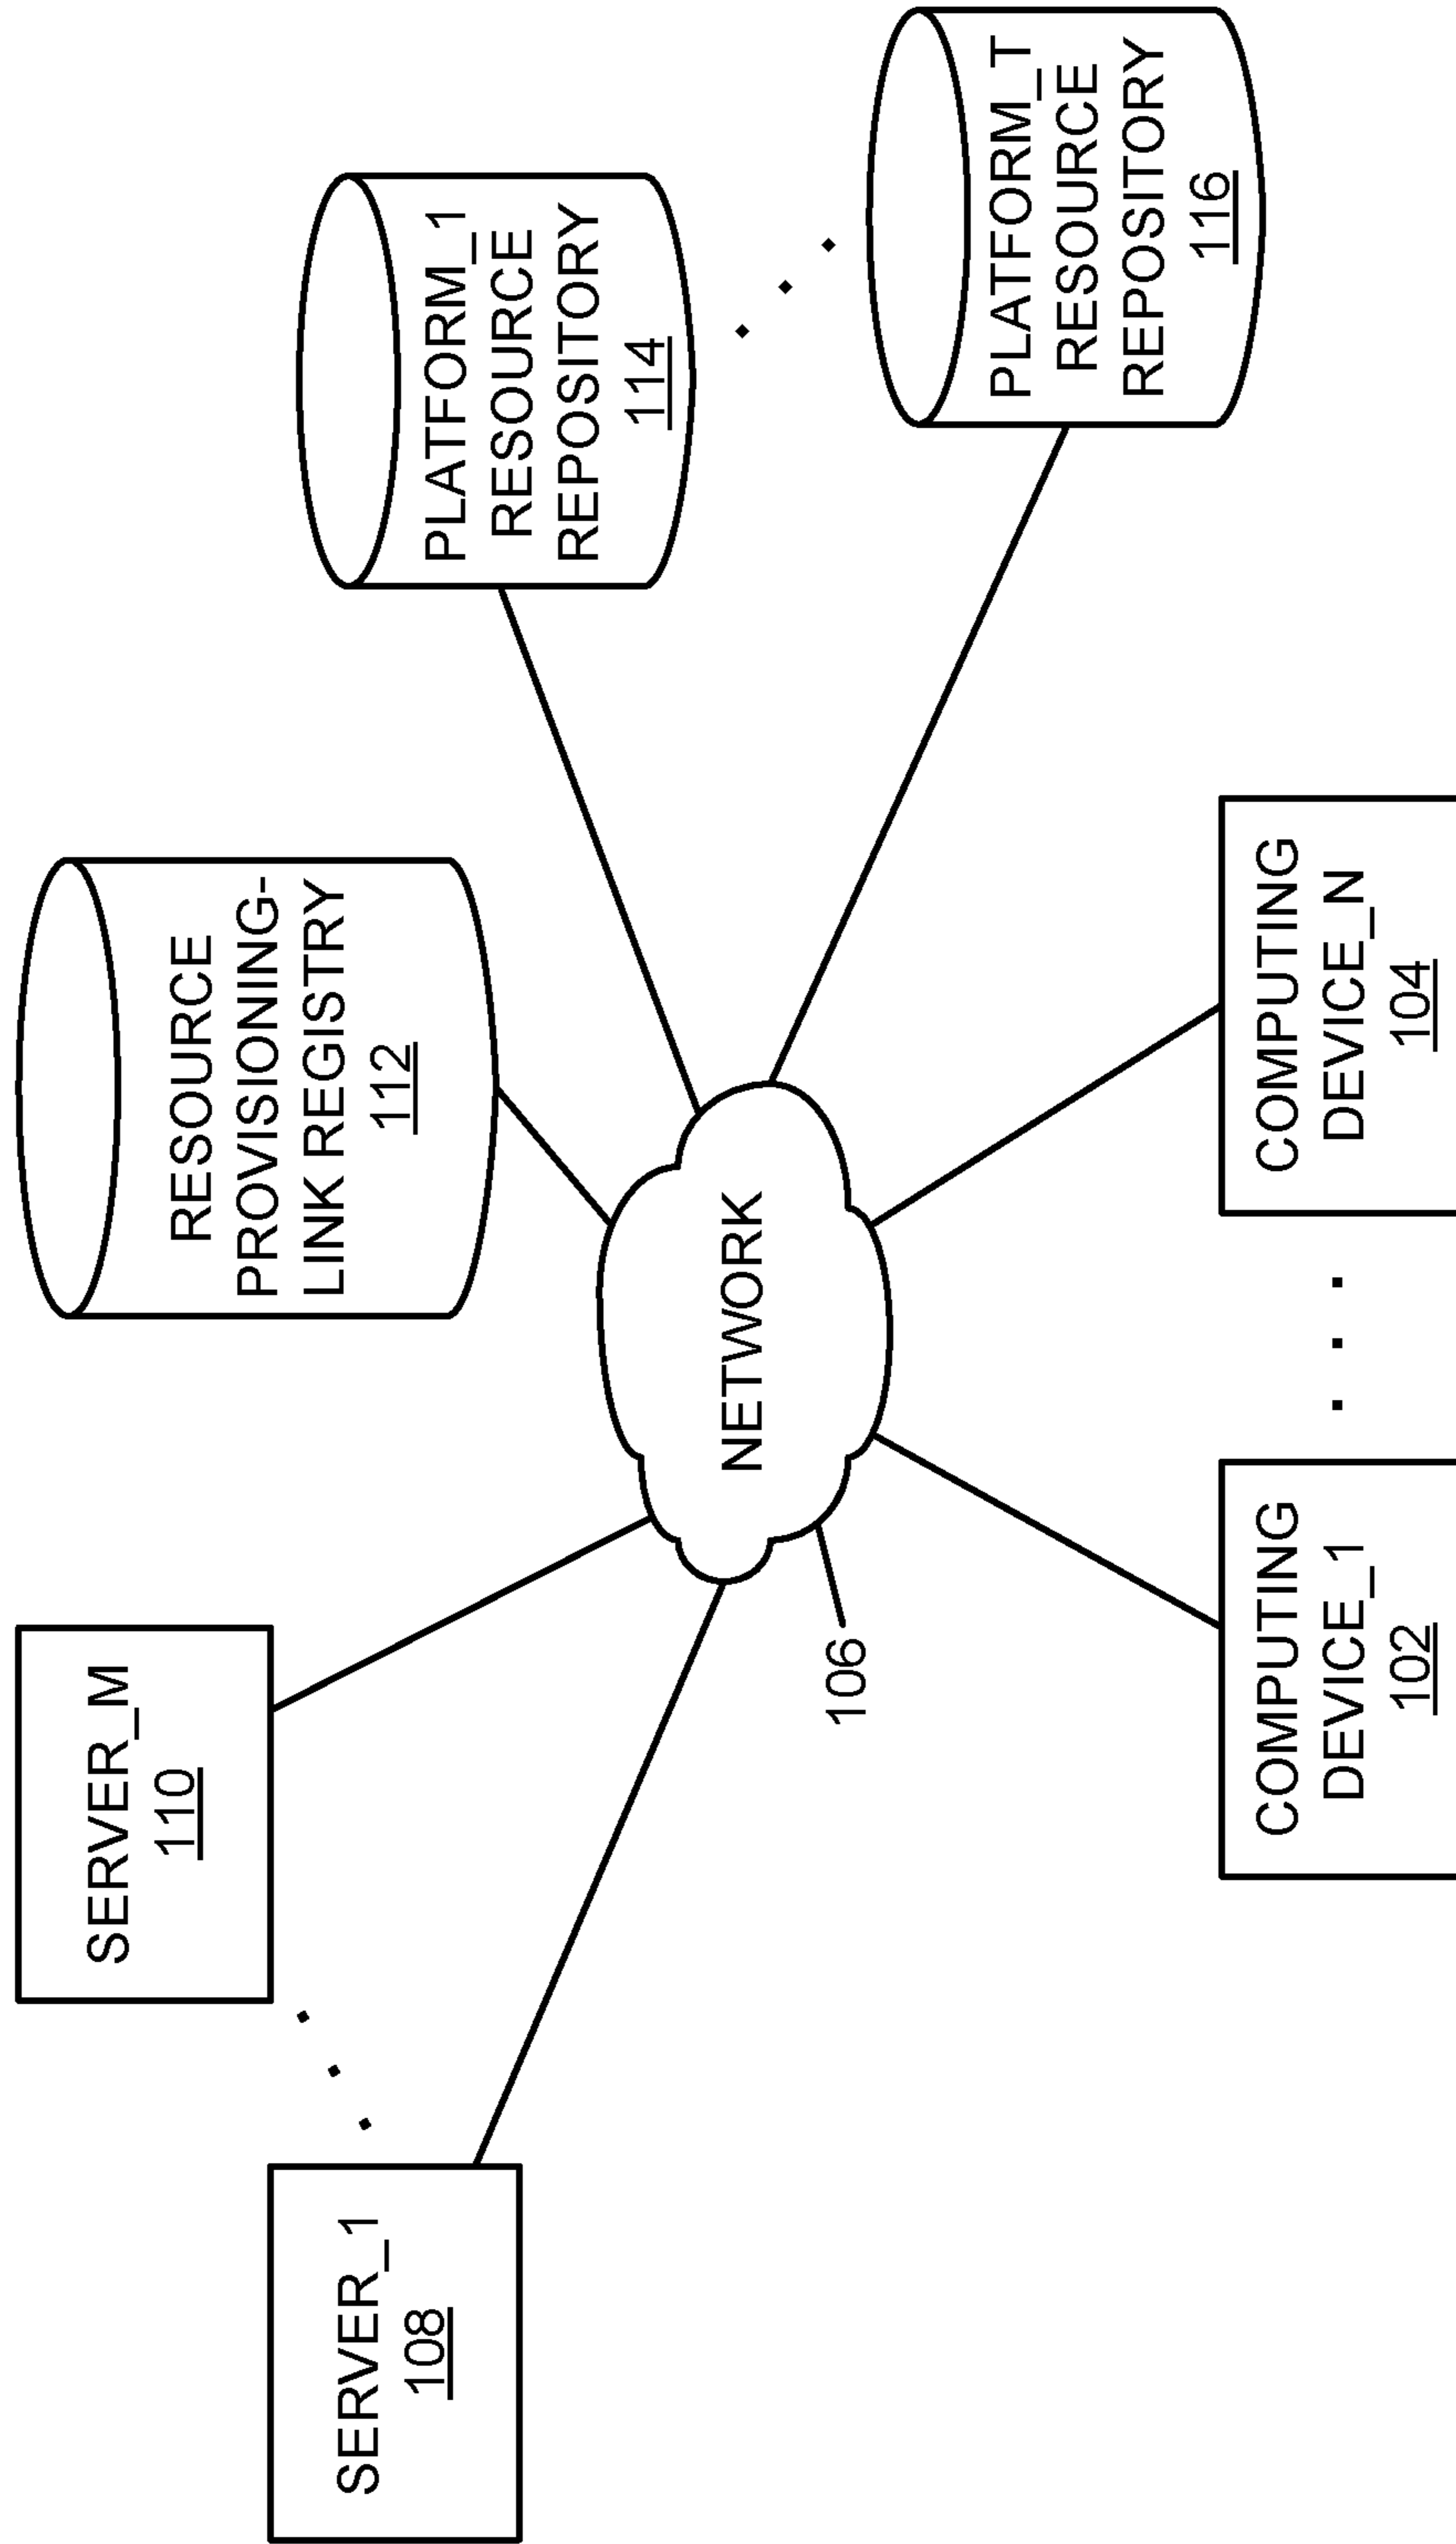 SERVER_M
110
SERVER_1
108
RESOURCE
PROVISIONING-
LINK REGISTRY
112
PLATFORM_1
RESOURCE
REPOSITORY
114
PLATFORM_T
RESOURCE
REPOSITORY
116
NETWORK
106
COMPUTING
DEVICE_1
102
COMPUTING
DEVICE_N
104